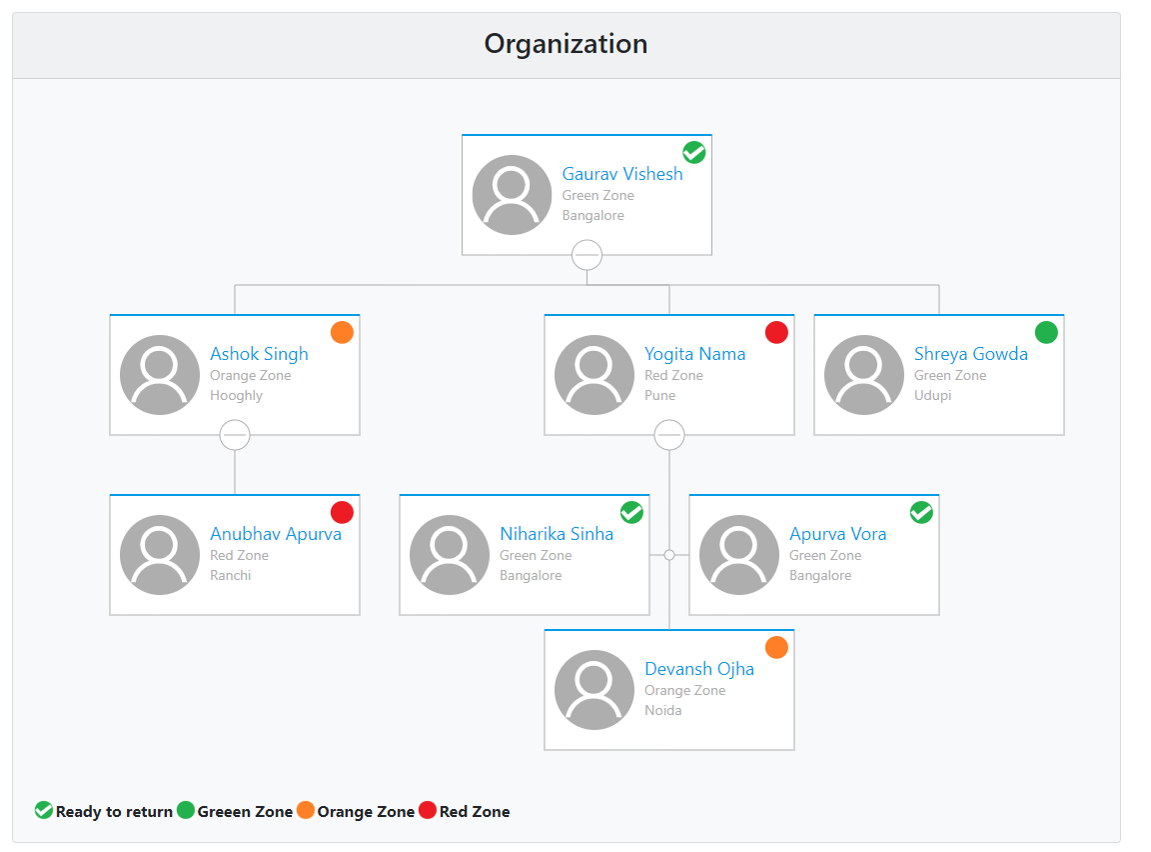 Organization
Gaurav Vishesh
Green Zone
Bangalore
Ashok Singh
Orange Zone
Hooghly
Yogita Nama
Red Zone
Pune
Shreya Gowda
Green Zone
Udupi
Anubhav Apurva
Red Zone
Ranchi
Niharika Sinha
Green Zone
Bangalore
Apurva Vora
Green Zone
Bangalore
Devansh Ojha
Orange Zone
Noida
Ready to return Greeen Zone Orange Zone Red Zone